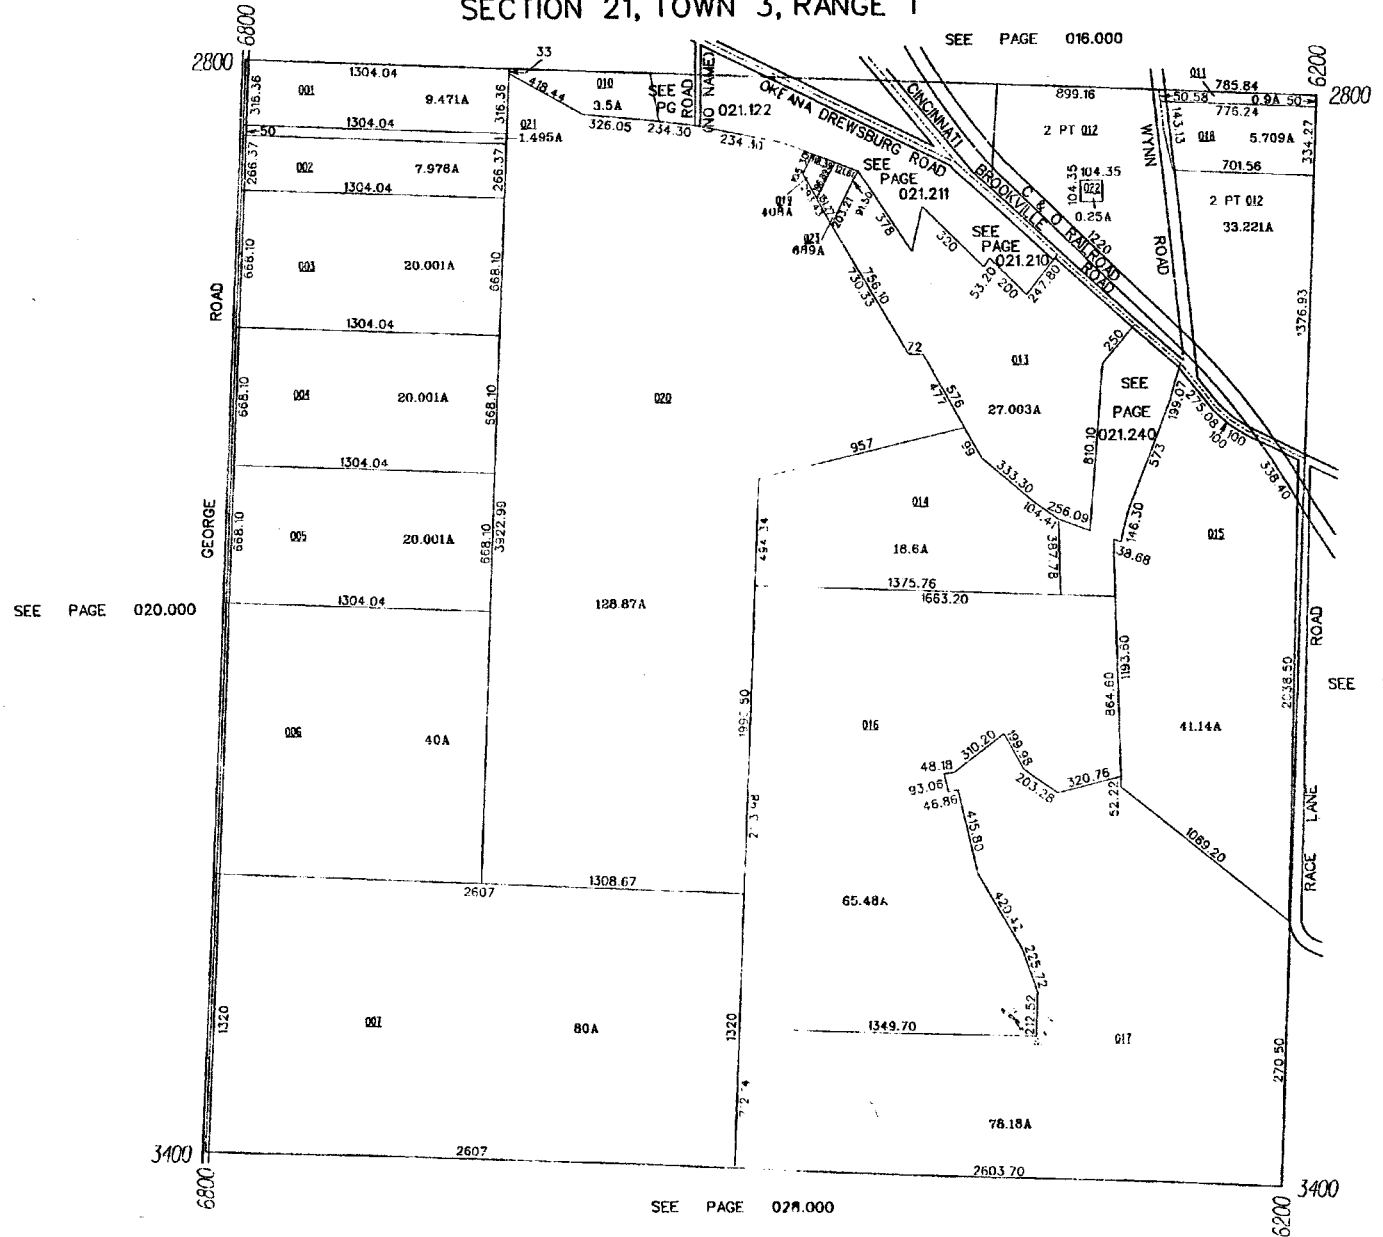 SECTION 21, TOWN 3, RANGE 1
SEE PAGE 016.000
6800
2800
6200
2800
33
1304.04
001
9.471A
316.36
316.36
418.44
010
3.5A
SEE
PG
ROAD
(NO NAME)
021.122
OKEANA DREWSBURG ROAD
CINCINNATI BROOKVILLE ROAD
C & O RAILROAD
1220
899.16
011
785.84
50.58
0.9A
50
775.24
143.13
018
5.709A
334.27
701.56
2 PT 012
2 PT 012
33.221A
WYNN
ROAD
104.35
104.35
022
0.25A
1304.04
50
021
1.495A
326.05
234.30
266.37
002
7.976A
266.37
1304.04
019
023
203.21
SEE
PAGE
021.211
378
320
53.20
200
247.80
SEE
PAGE
021.210
756.10
730.33
668.10
003
20.001A
668.10
ROAD
1304.04
72
013
27.003A
250
SEE
PAGE
021.240
810.10
199.07
573
275.08
100
100
338.40
668.10
004
20.001A
568.10
020
576
477
957
99
1304.04
333.30
104.41
256.09
387.78
146.30
38.68
014
18.6A
015
GEORGE
668.10
005
20.001A
668.10
3922.99
1375.76
1663.20
1304.04
128.87A
SEE PAGE 020.000
ROAD
SEE
1193.60
864.60
016
41.14A
006
40A
310.20
199.98
203.28
320.76
48.18
93.06
46.86
52.22
415.80
1069.20
RACE LANE
1308.67
2607
65.48A
420.42
225.72
212.52
1320
007
80A
1320
1349.70
017
270.50
78.18A
3400
2607
2603.70
3400
6800
6200
SEE PAGE 028.000